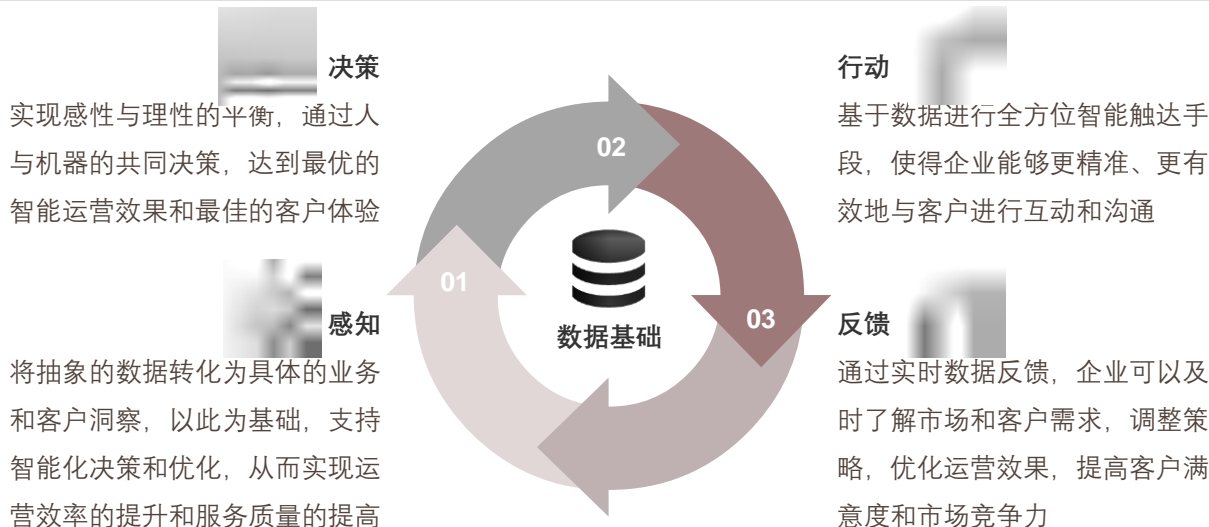 决策
实现感性与理性的平衡，通过人
与机器的共同决策，达到最优的
智能运营效果和最佳的客户体验
行动
基于数据进行全方位智能触达手
段，使得企业能够更精准、更有
效地与客户进行互动和沟通
02
01
03
数据基础
感知
将抽象的数据转化为具体的业务
和客户洞察，以此为基础，支持
智能化决策和优化，从而实现运
营效率的提升和服务质量的提高
反馈
通过实时数据反馈，企业可以及
时了解市场和客户需求，调整策
略，优化运营效果，提高客户满
意度和市场竞争力